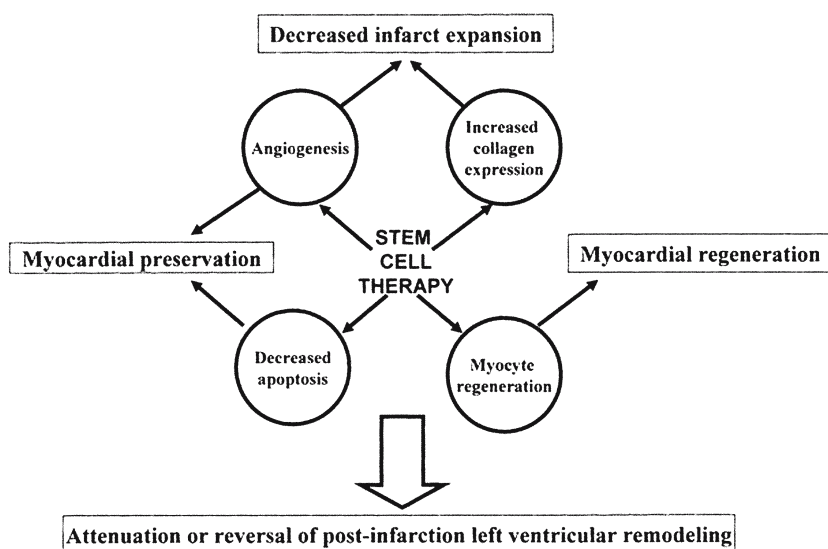 Decreased infarct expansion
Angiogenesis
Increased
collagen
expression
STEM
CELL
THERAPY
Myocardial preservation
Myocardial regeneration
Decreased
apoptosis
Myocyte
regeneration
Attenuation or reversal of post-infarction left ventricular remodeling